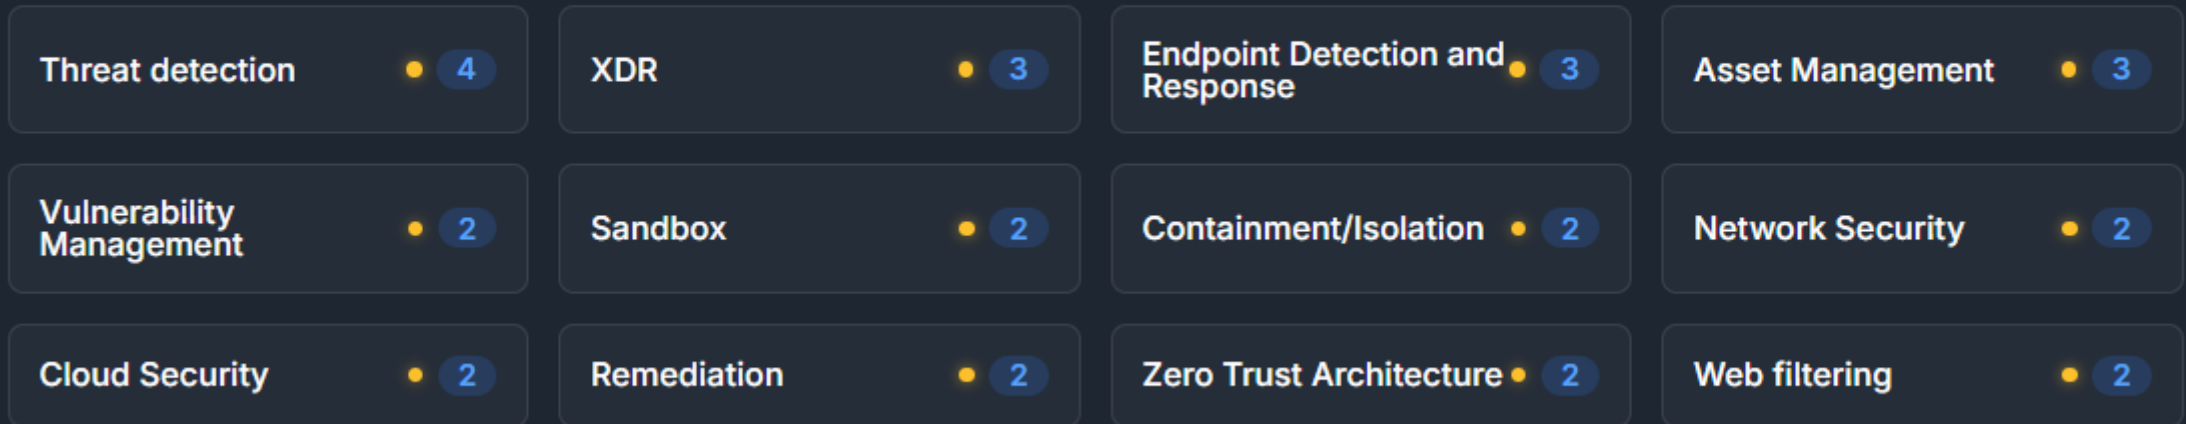 Threat detection 4
XDR 3
Endpoint Detection and
Response 3
Asset Management 3
Vulnerability
Management 2
Sandbox 2
Containment/Isolation 2
Network Security 2
Cloud Security 2
Remediation 2
Zero Trust Architecture 2
Web filtering 2